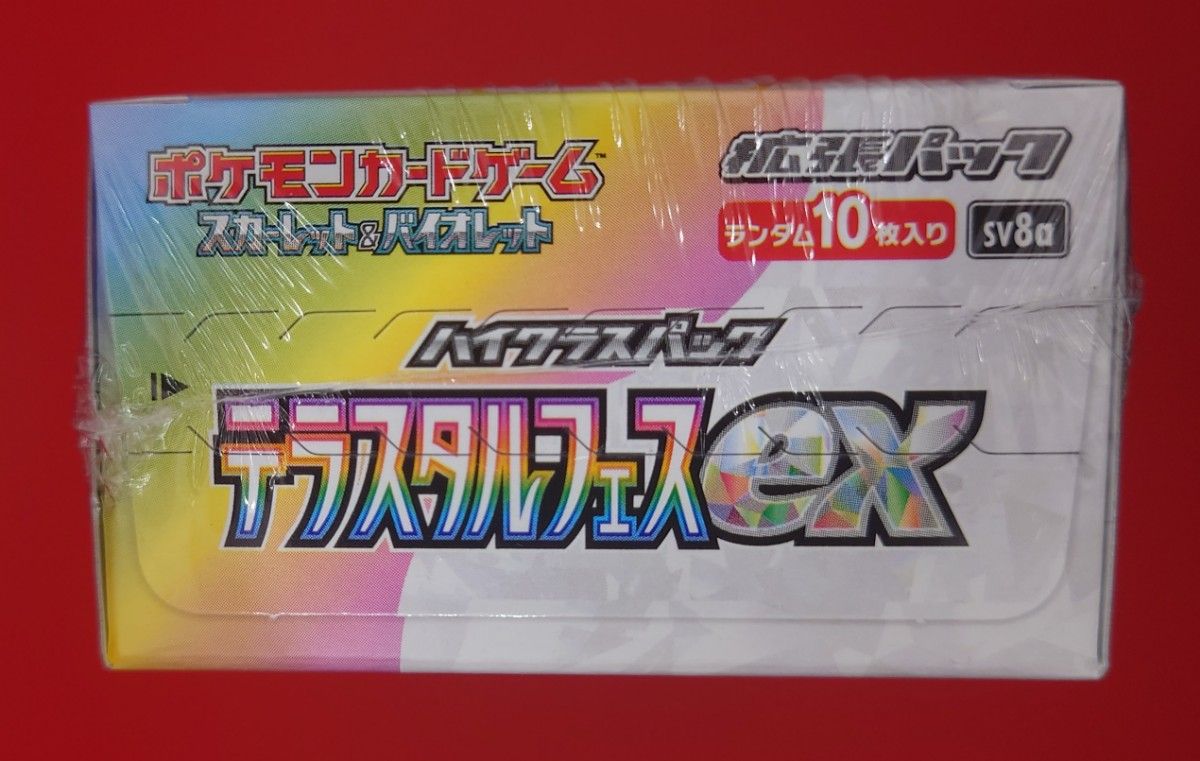 ポケモンカードゲーム™
スカーレット&バイオレット
拡張パック
ランダム10枚入り
SV8a
ハイクラスパック
テラスタルフェスex